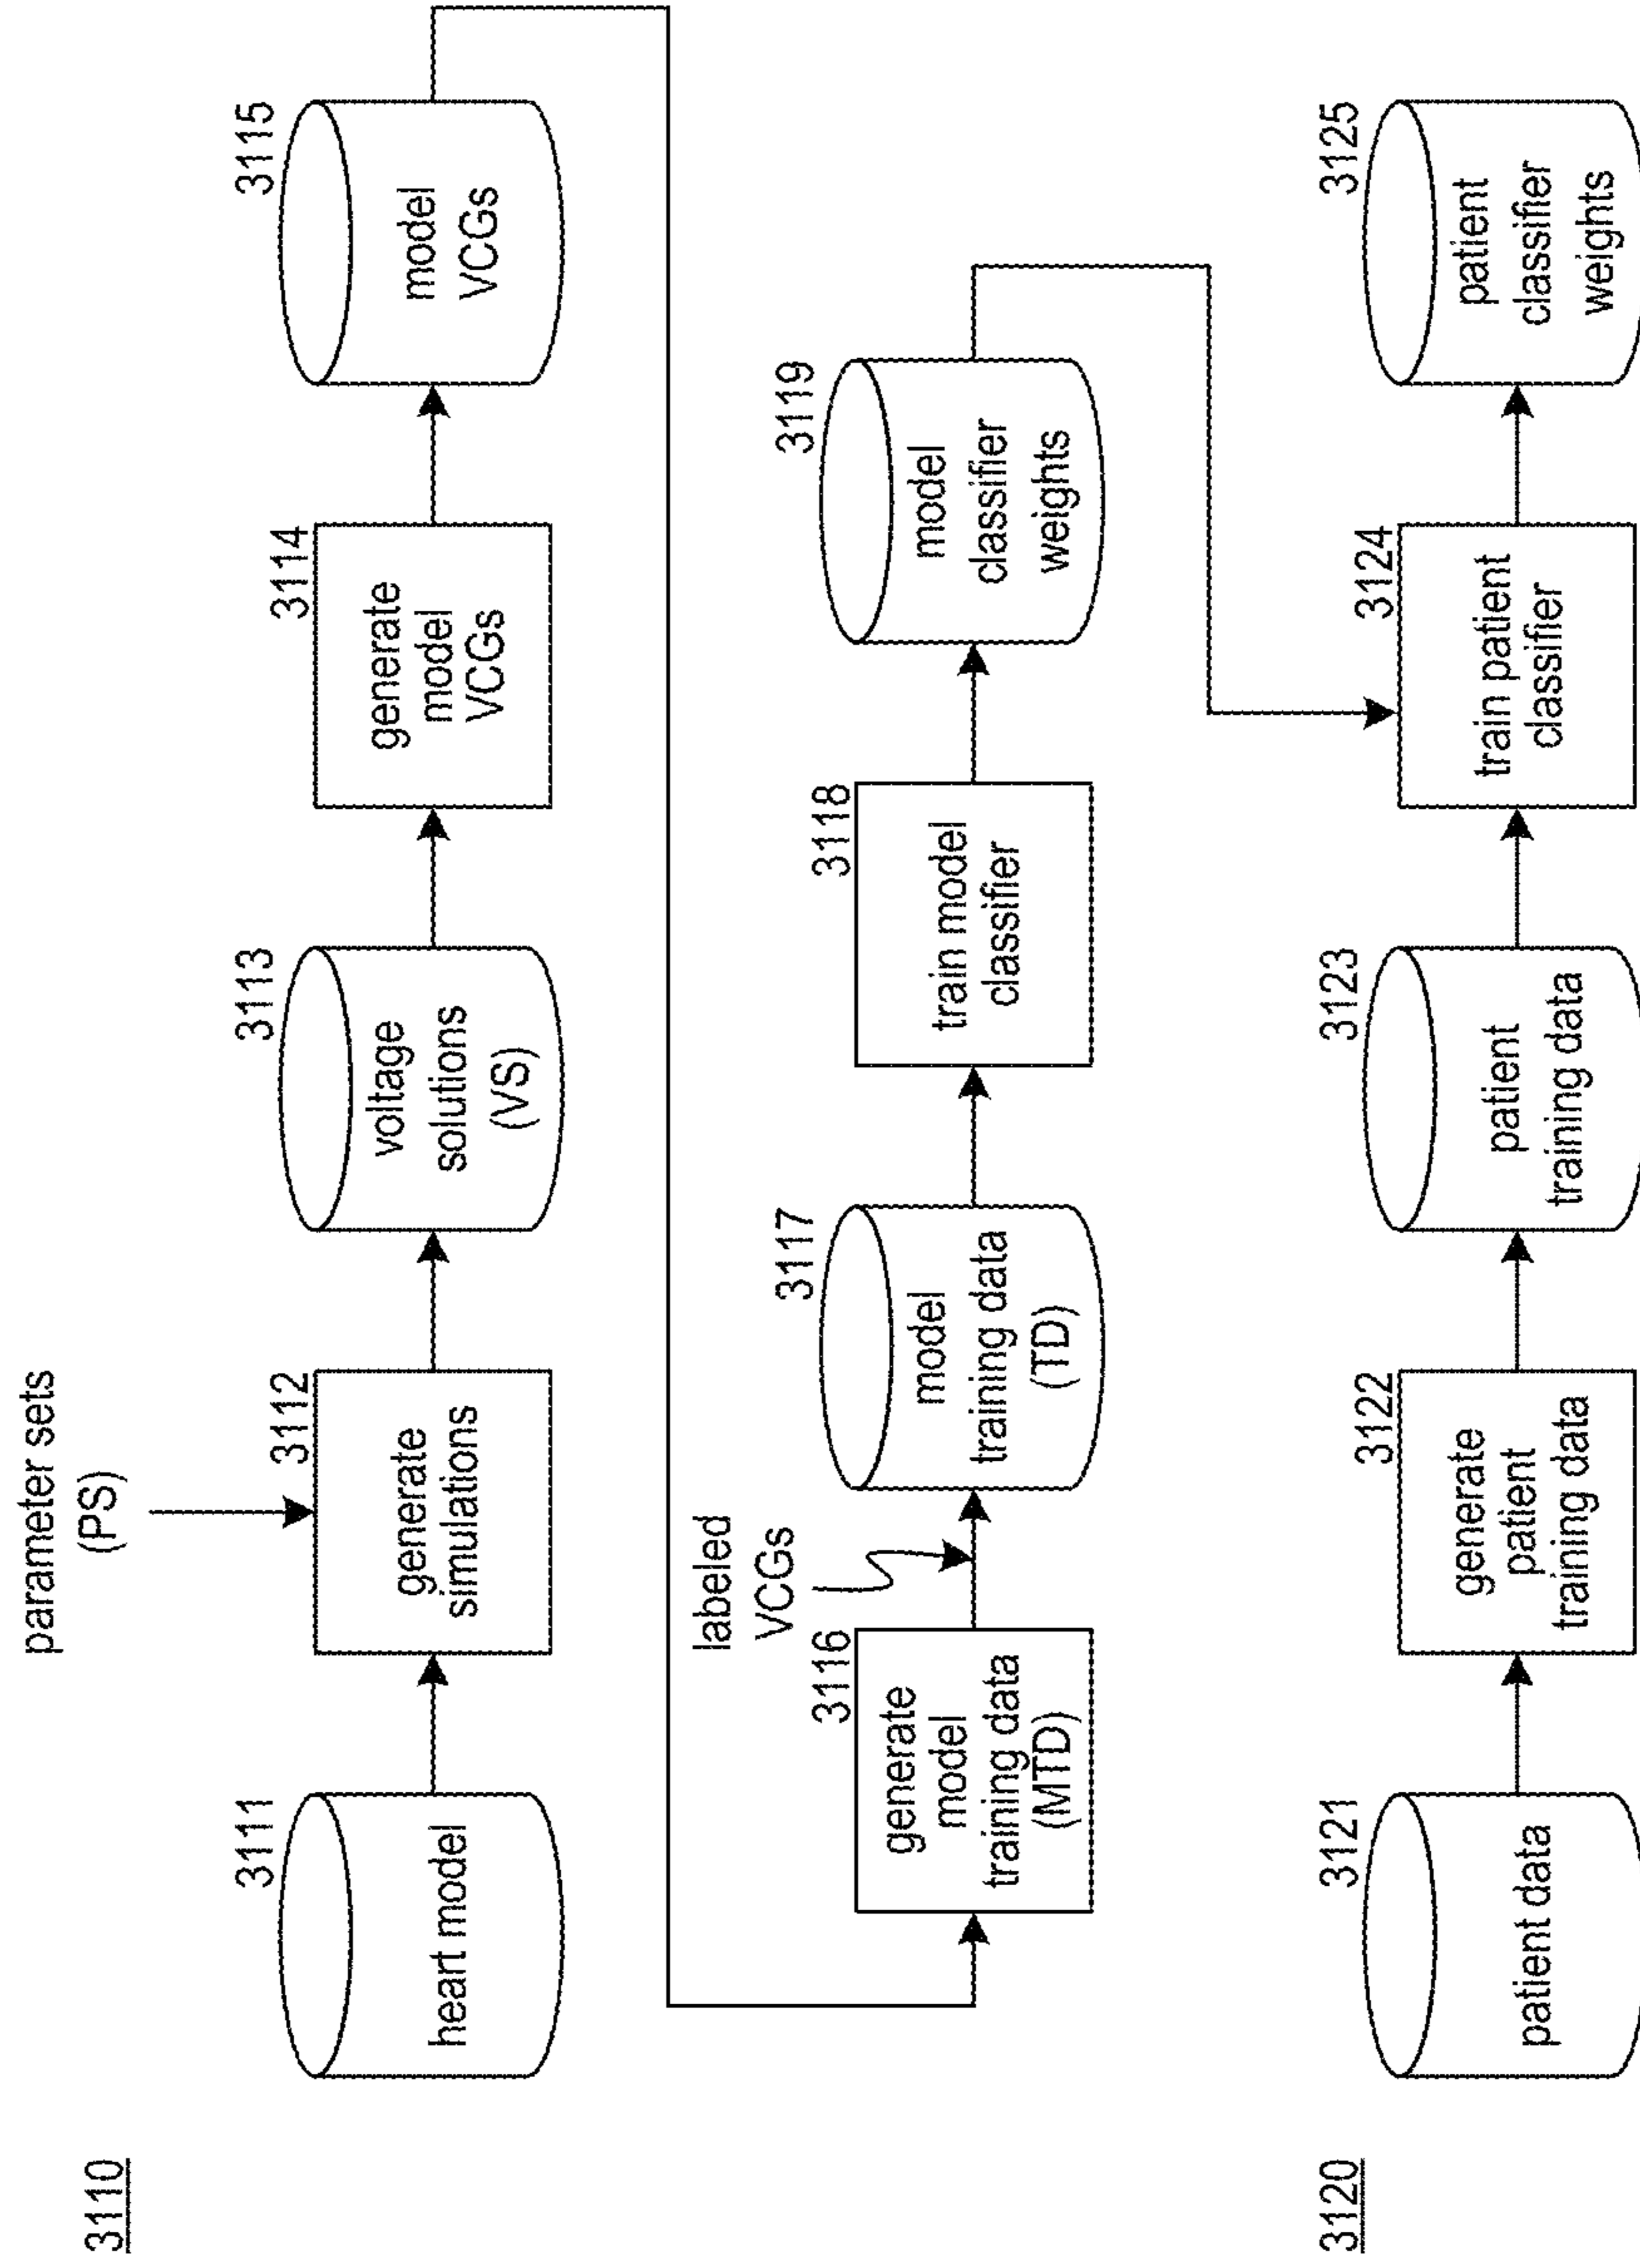 3110
parameter sets
(PS)
3111
heart model
3112
generate
simulations
3113
voltage
solutions
(VS)
3114
generate
model
VCGs
3115
model
VCGs
3116
generate
model
training data
(MTD)
labeled
VCGs
3117
model
training data
(TD)
3118
train model
classifier
3119
model
classifier
weights
3120
3121
patient data
3122
generate
patient
training data
3123
patient
training data
3124
train patient
classifier
3125
patient
classifier
weights